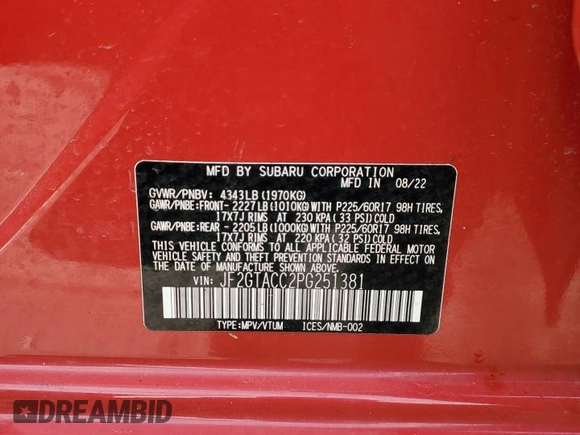 MFD BY SUBARU CORPORATION
GVWR/PNBV: 4343LB(1970KG) MFD IN 08/22
GAWR/PNBE:FRONT-2227LB(1010KG)WITH P225/60R17 98H TIRES,
17X7J RIMS AT 230 KPA(33 PSI)COLD
GAWR/PNBE:REAR -2205LB(1000KG)WITH P225/60R17 98H TIRES,
17X7J RIMS AT 220 KPA(32 PSI)COLD
THIS VEHICLE CONFORMS TO ALL APPLICABLE FEDERAL MOTOR
VEHICLE SAFETY AND THEFT PREVENTION STANDARDS IN EFFECT
ON THE DATE OF MANUFACTURE SHOWN ABOVE.
VIN: JF2GTACC2PG251381
TYPE:MPV/VTUM ICES/NMB-002
DREAMBID